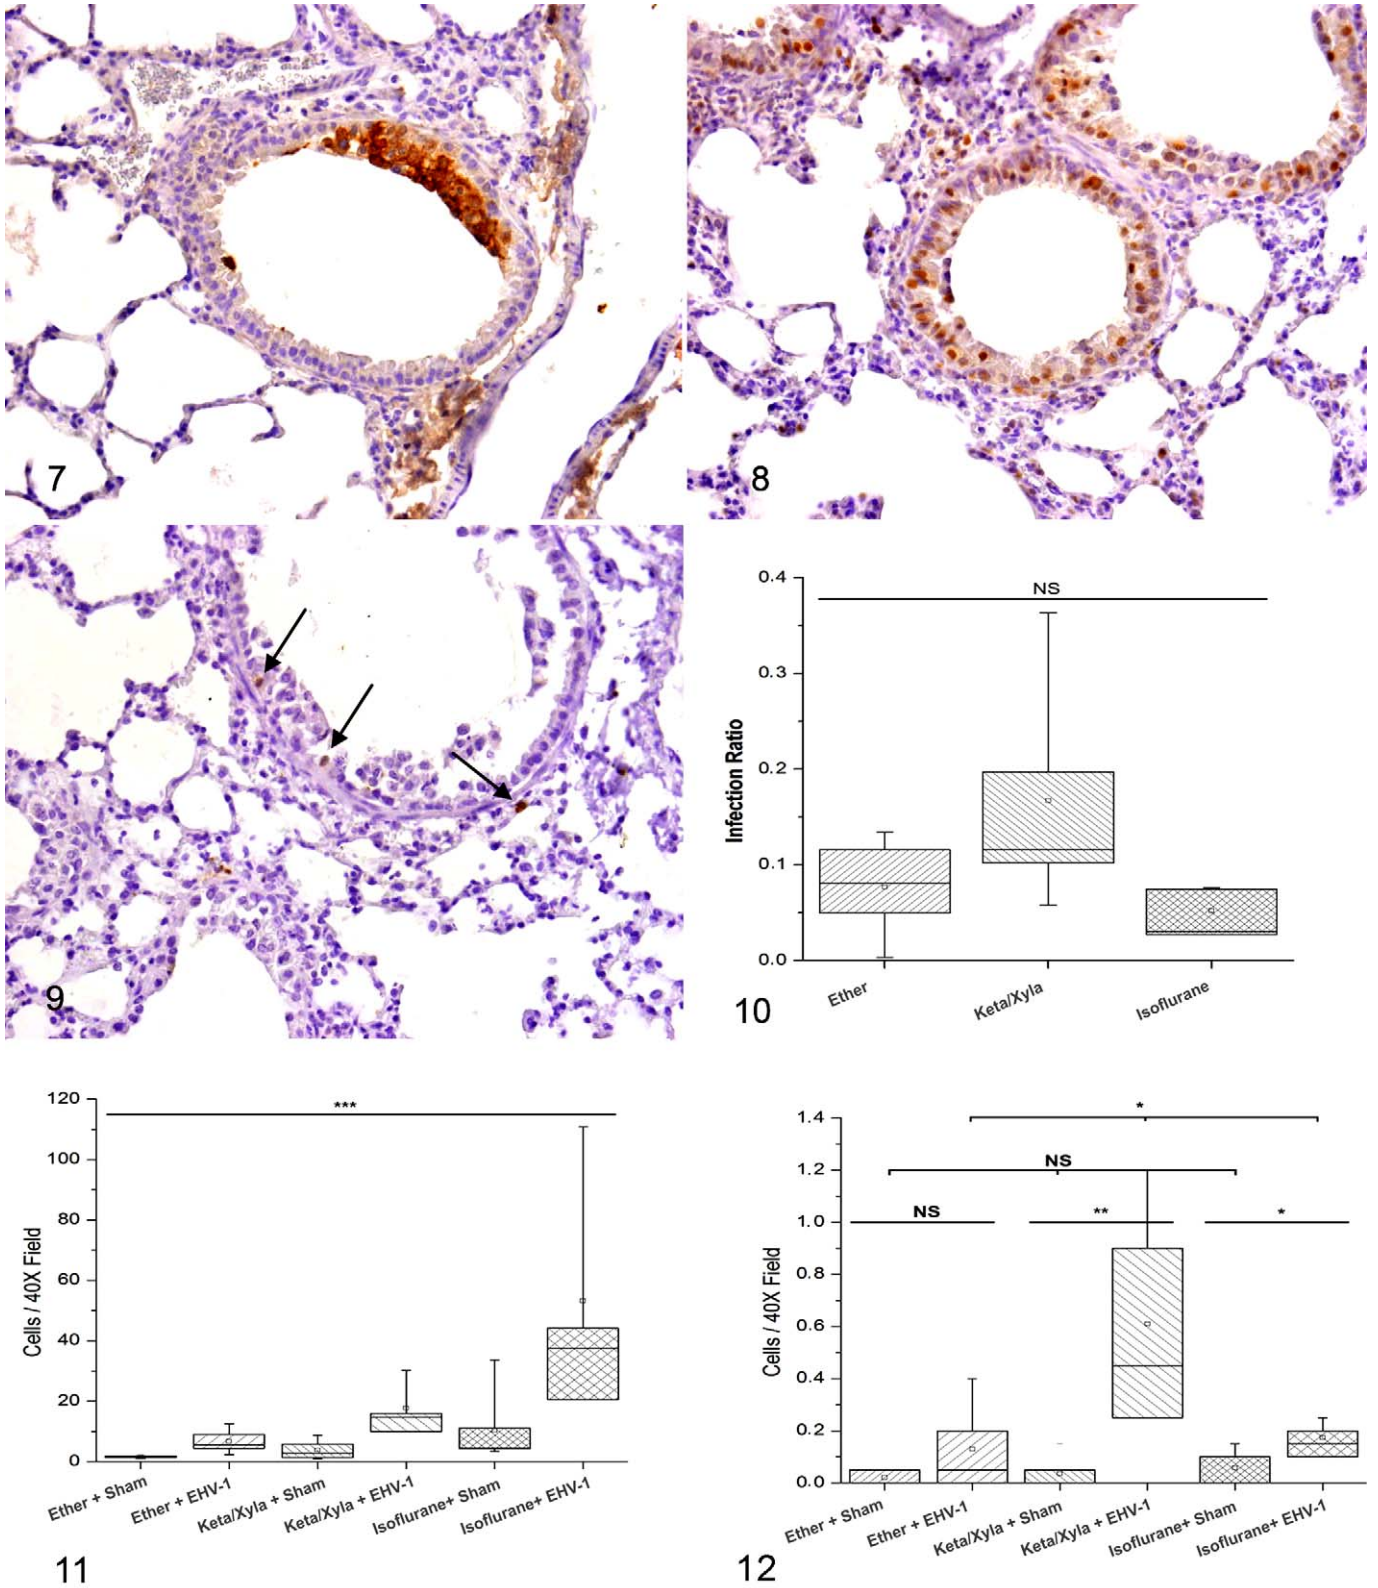 7
8
9
0.4
0.3
0.2
0.1
0.0
Infection Ratio
NS
Ether
Keta/Xyla
Isoflurane
10
120
100
80
60
40
20
0
Cells / 40X Field
***
Ether + Sham
Ether + EHV-1
Keta/Xyla + Sham
Keta/Xyla + EHV-1
Isoflurane+ Sham
Isoflurane+ EHV-1
11
1.4
1.2
1.0
0.8
0.6
0.4
0.2
0.0
Cells / 40X Field
*
NS
NS
**
*
Ether + Sham
Ether + EHV-1
Keta/Xyla + Sham
Keta/Xyla + EHV-1
Isoflurane+ Sham
Isoflurane+ EHV-1
12